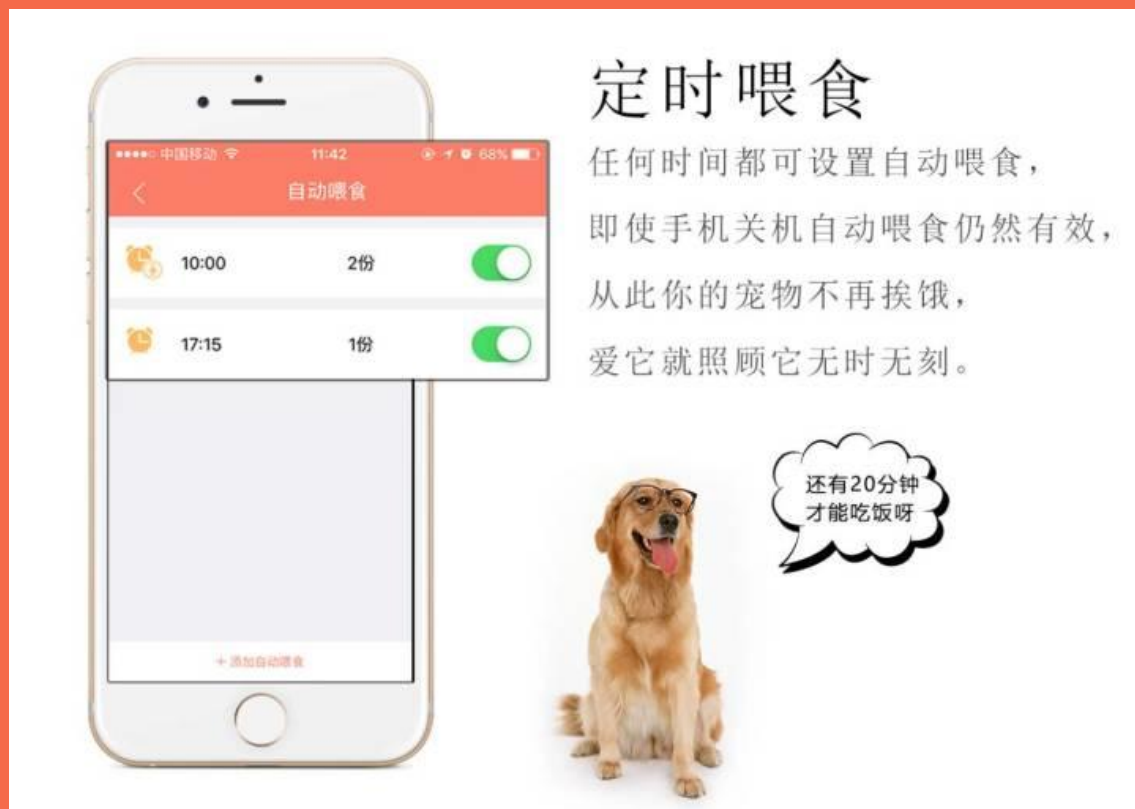 定时喂食
任何时间都可设置自动喂食，
即使手机关机自动喂食仍然有效，
从此你的宠物不再挨饿，
爱它就照顾它无时无刻。
中国移动 11:42 68%
自动喂食
10:00 2份
17:15 1份
+ 添加自动喂食
还有20分钟
才能吃饭呀